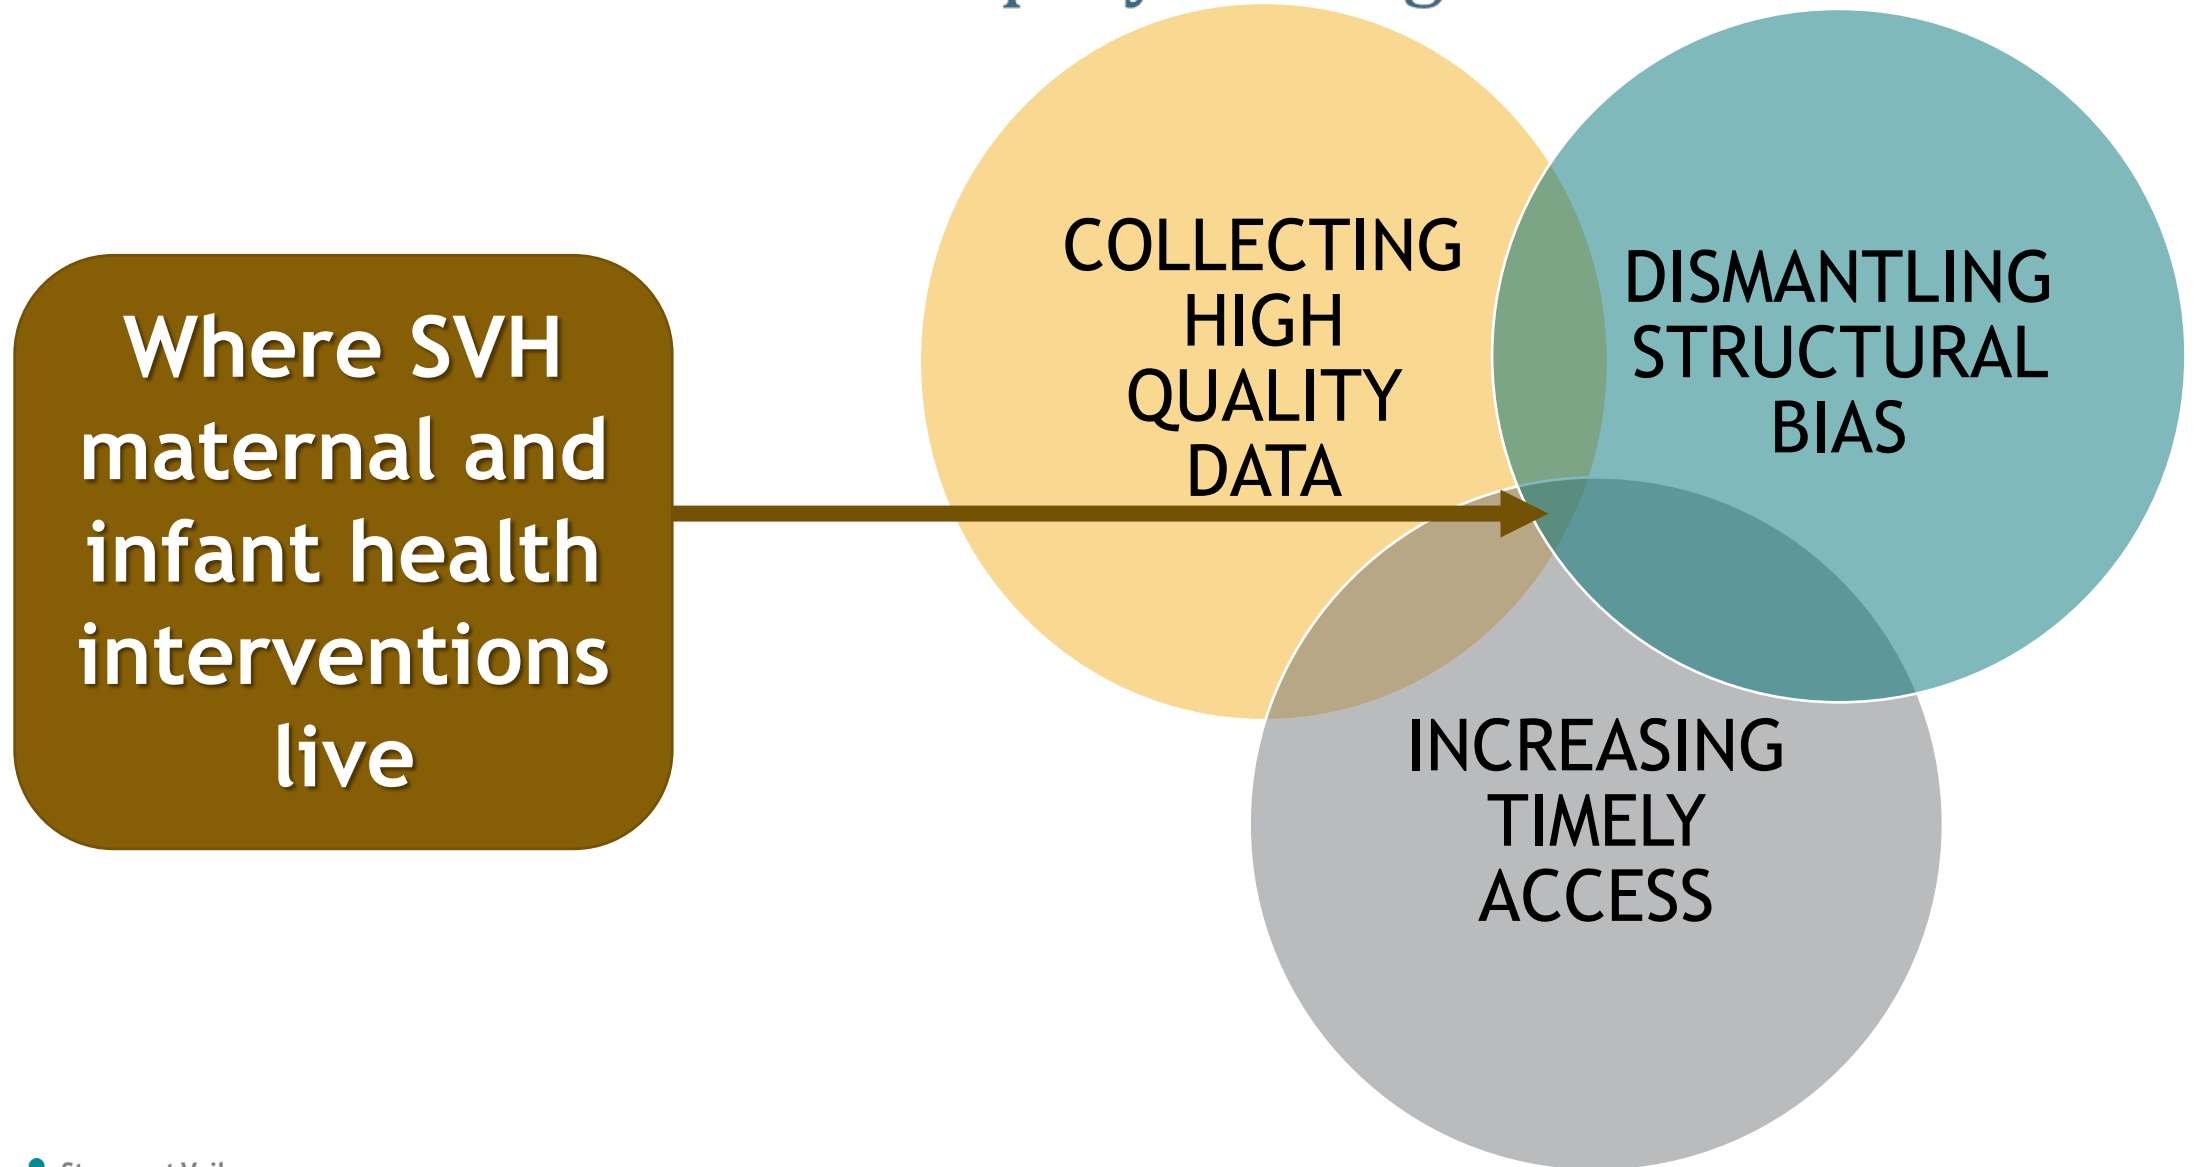 Where SVH
maternal and
infant health
interventions
live
COLLECTING
HIGH
QUALITY
DATA
DISMANTLING
STRUCTURAL
BIAS
INCREASING
TIMELY
ACCESS